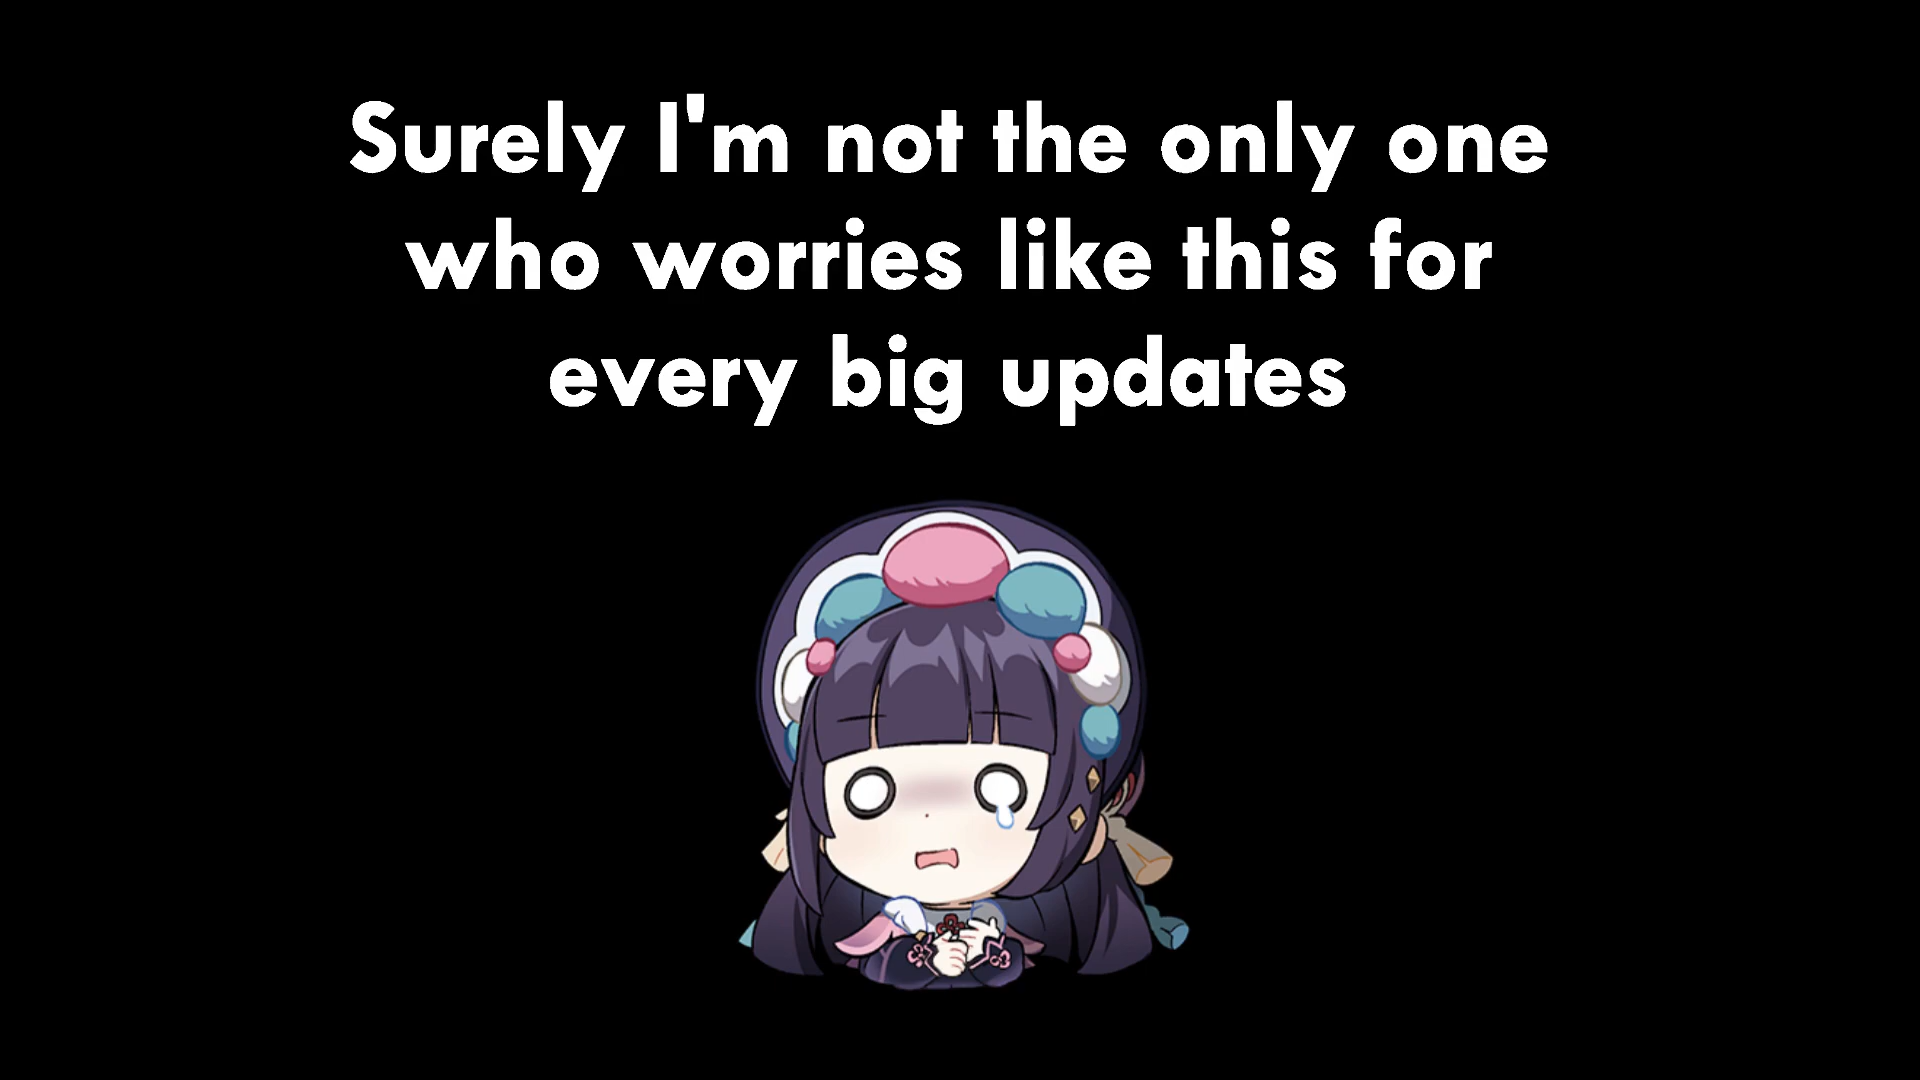 Surely I'm not the only one
who worries like this for
every big updates